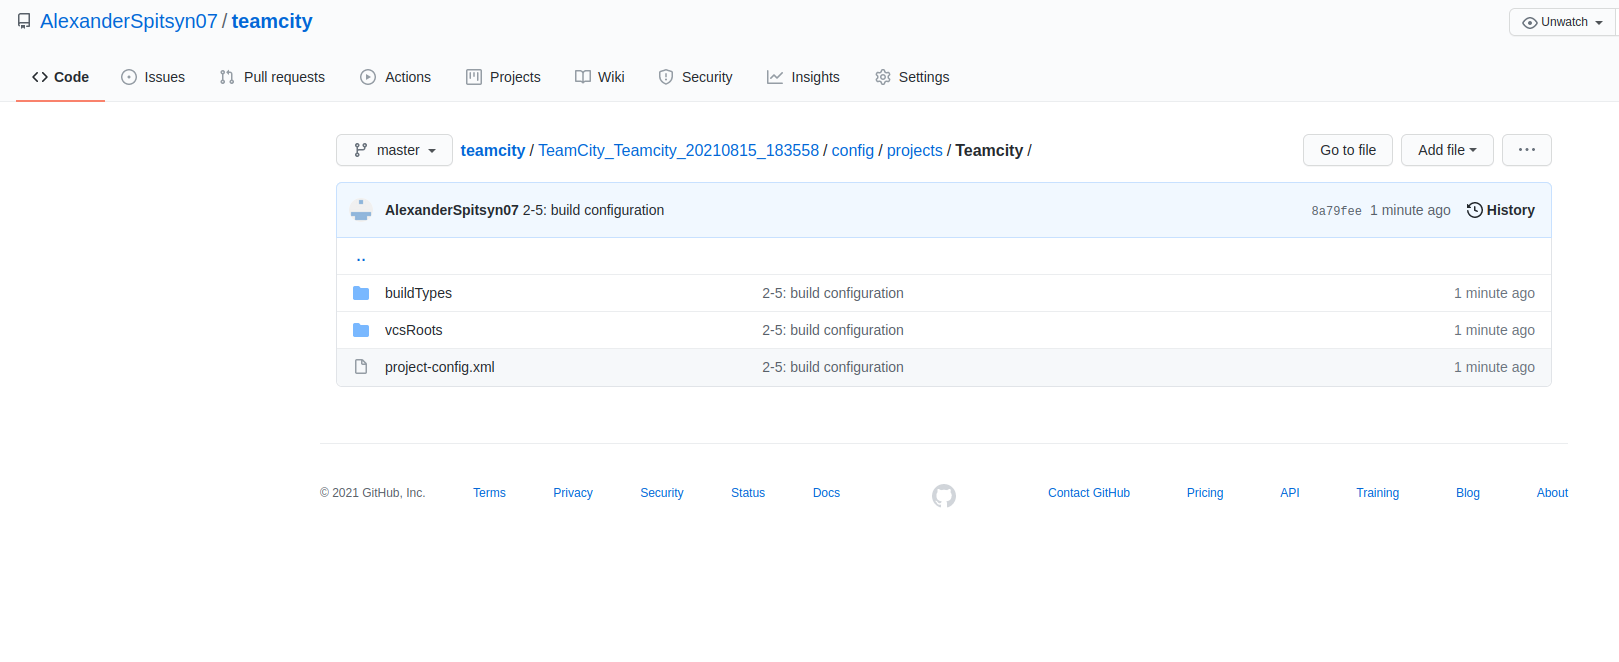 AlexanderSpitsyn07 / teamcity
Unwatch
Code Issues Pull requests Actions Projects Wiki Security Insights Settings
master teamcity / TeamCity_Teamcity_20210815_183558 / config / projects / Teamcity / Go to file Add file ...
AlexanderSpitsyn07 2-5: build configuration 8a79fee 1 minute ago History
..
buildTypes 2-5: build configuration 1 minute ago
vcsRoots 2-5: build configuration 1 minute ago
project-config.xml 2-5: build configuration 1 minute ago
© 2021 GitHub, Inc. Terms Privacy Security Status Docs Contact GitHub Pricing API Training Blog About